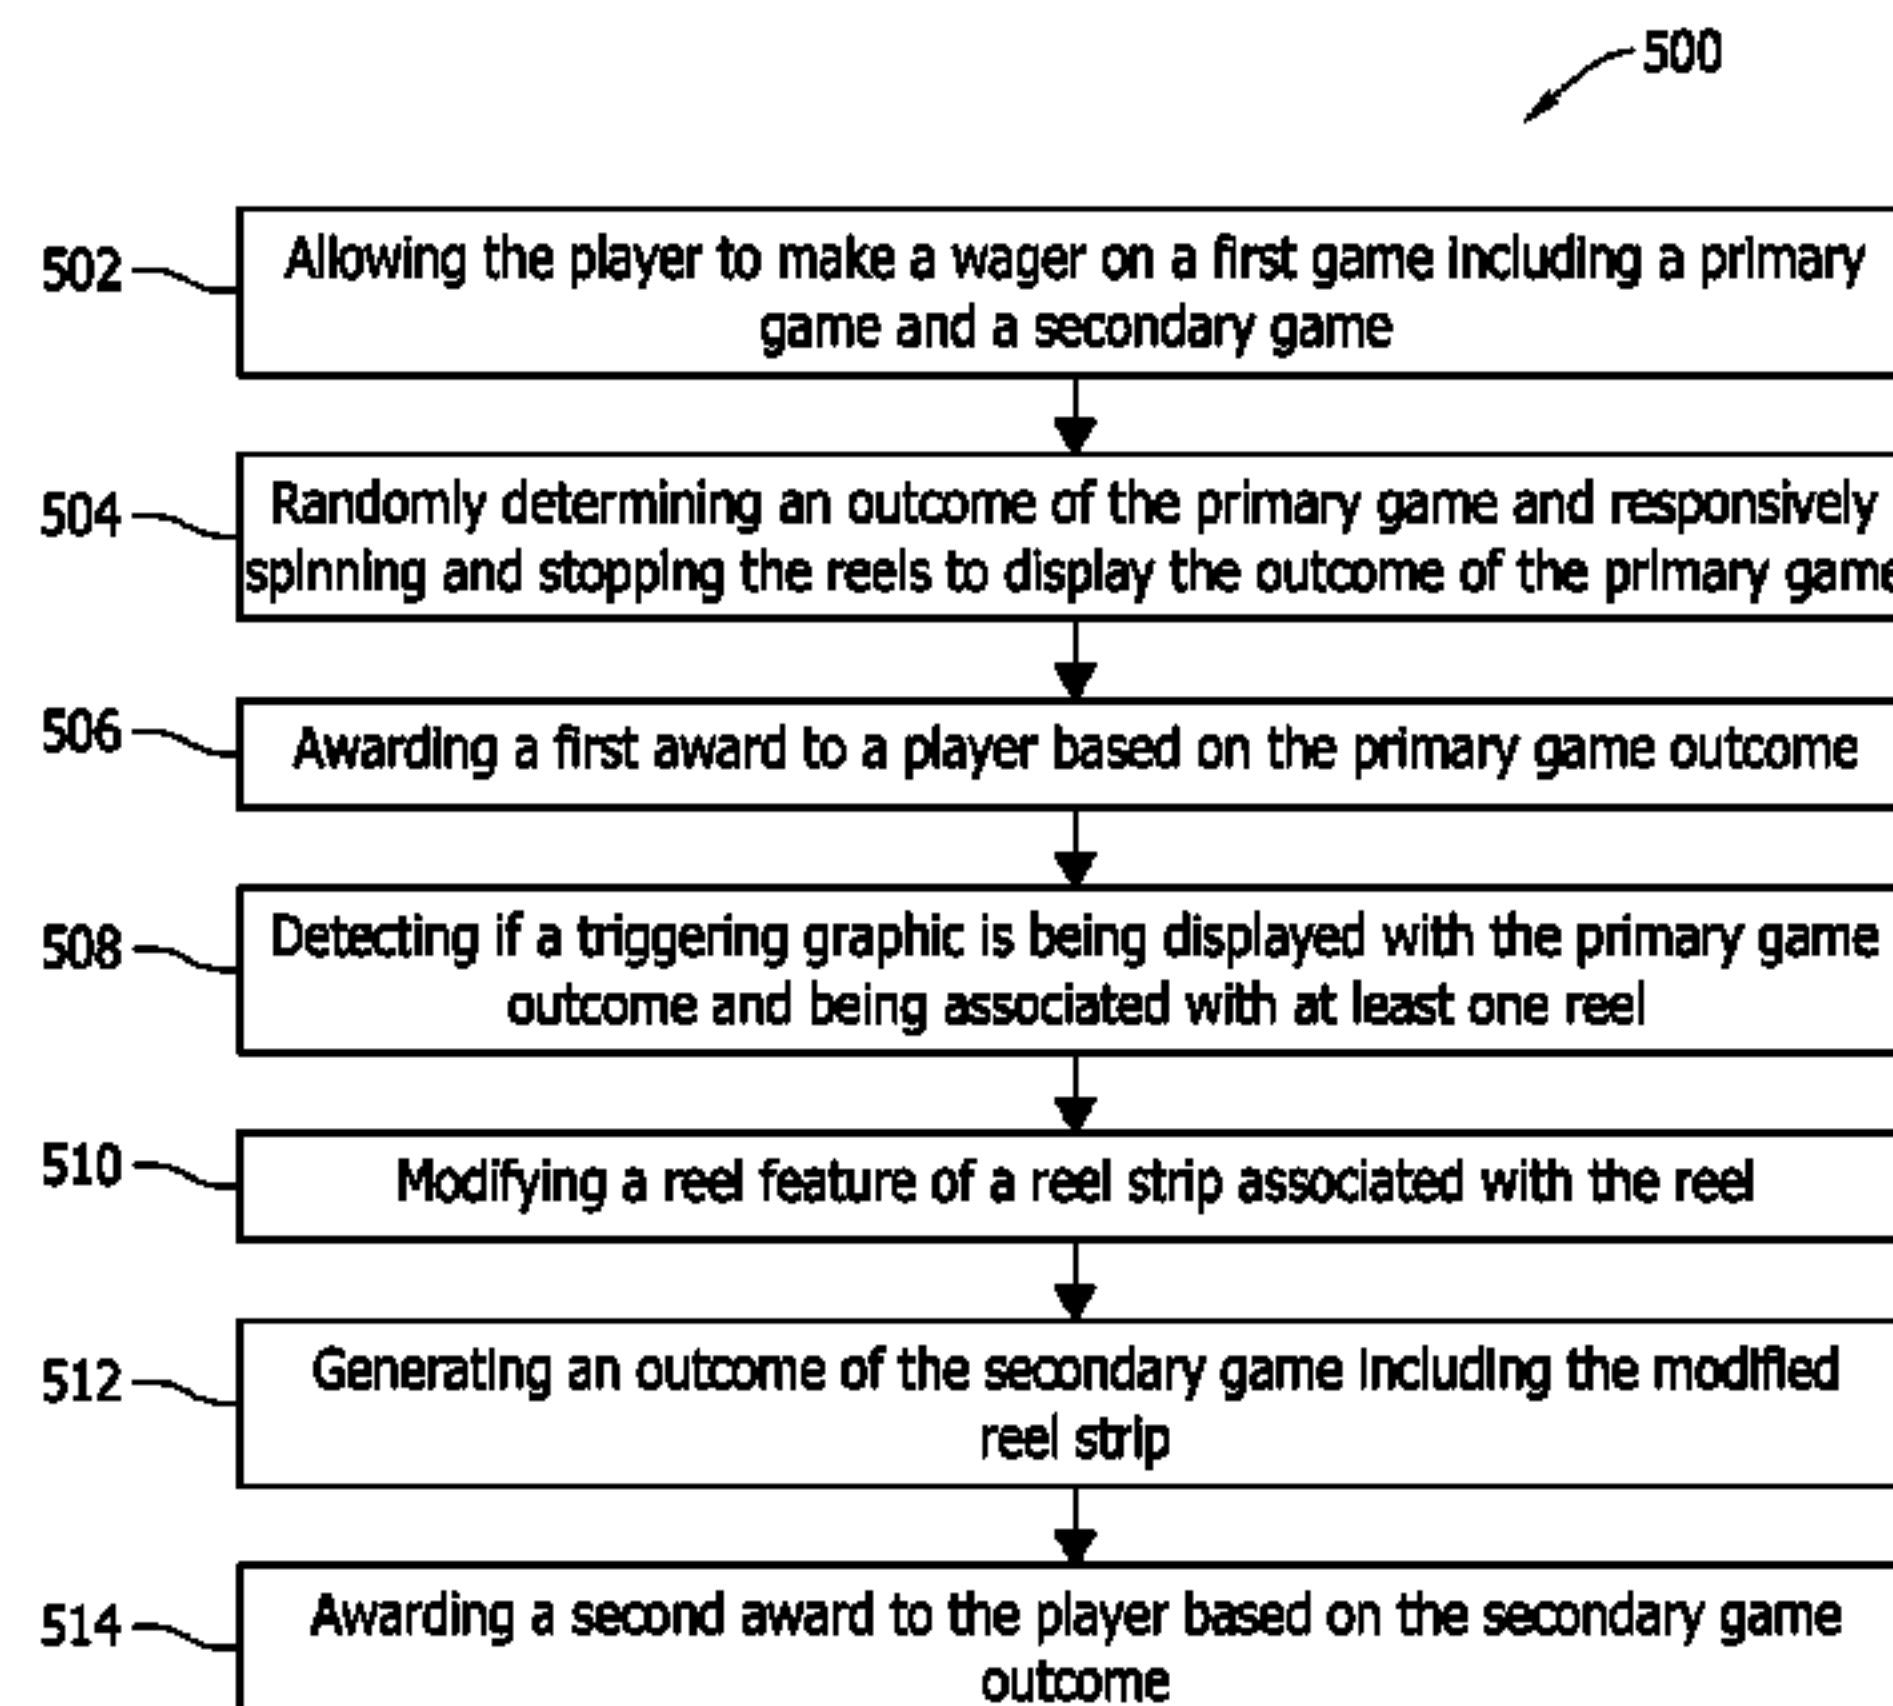 500
502
Allowing the player to make a wager on a first game including a primary
game and a secondary game
504
Randomly determining an outcome of the primary game and responsively
spinning and stopping the reels to display the outcome of the primary game
506
Awarding a first award to a player based on the primary game outcome
508
Detecting if a triggering graphic is being displayed with the primary game
outcome and being associated with at least one reel
510
Modifying a reel feature of a reel strip associated with the reel
512
Generating an outcome of the secondary game including the modified
reel strip
514
Awarding a second award to the player based on the secondary game
outcome